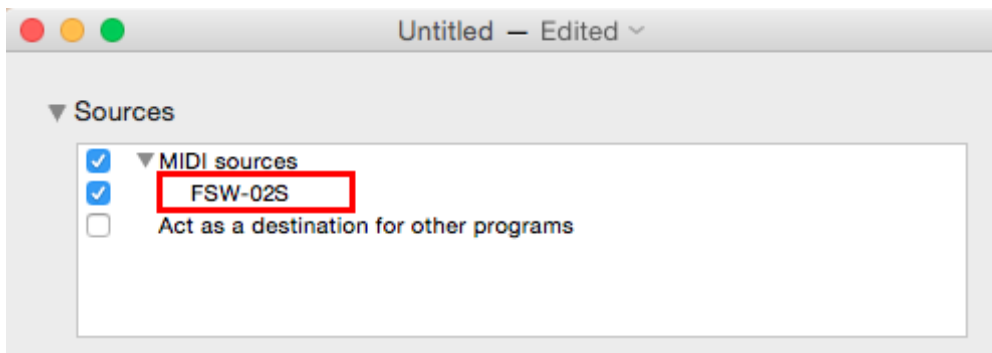 Untitled — Edited
Sources
MIDI sources
FSW-02S
Act as a destination for other programs